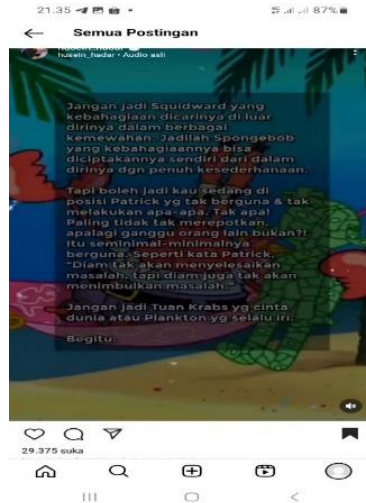 21.35
87%
Semua Postingan
husein_hadar • Audio asli
Jangan jadi Squidward yang
kebahagiaan dicarinya di luar
dirinya dalam berbagai
kemewahan. Jadilah Spongebob
yang kebahagiaannya bisa
diciptakannya sendiri dari dalam
dirinya dgn penuh kesederhanaan.
Tapi boleh jadi kau sedang di
posisi Patrick yg tak berguna & tak
melakukan apa-apa. Tak apa!
Paling tidak tak merepotkan,
apalagi ganggu orang lain bukan?!
Itu seminimal-minimalnya
berguna. Seperti kata Patrick,
"Diam tak akan menyelesaikan
masalah, tapi diam juga tak akan
menimbulkan masalah."
Jangan jadi Tuan Krabs yg cinta
dunia atau Plankton yg selalu iri.
Begitu.
29.375 suka